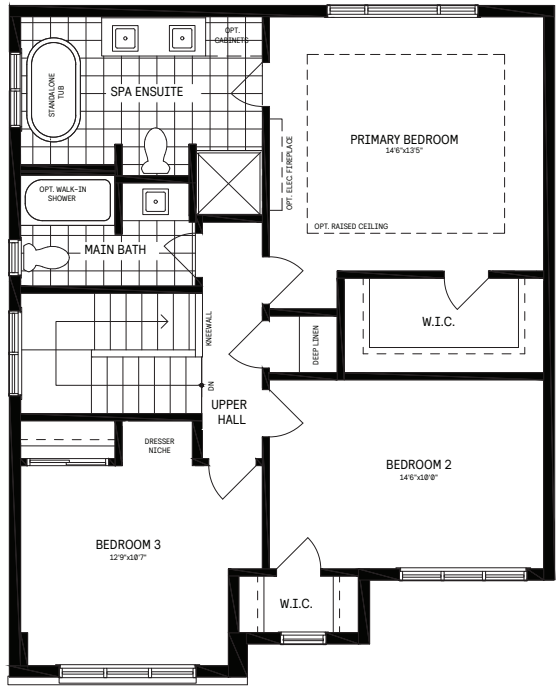 OPT.
CABINETS
STANDALONE
TUB
SPA ENSUITE
PRIMARY BEDROOM
14'6"x13'5"
OPT. ELEC. FIREPLACE
OPT. RAISED CEILING
OPT. WALK-IN
SHOWER
MAIN BATH
W.I.C.
KNEEWALL
DEEP LINEN
DN
UPPER
HALL
DRESSER
NICHE
BEDROOM 2
14'6"x10'0"
BEDROOM 3
12'9"x10'7"
W.I.C.